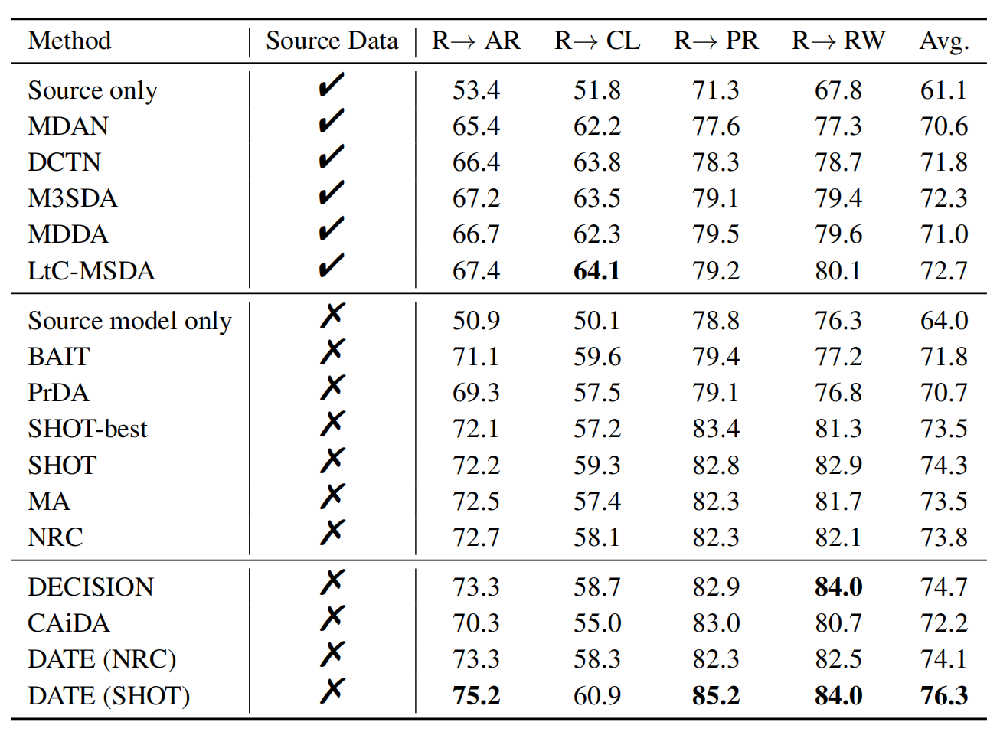 Method Source Data R→ AR R→ CL R→ PR R→ RW Avg.
Source only ✔ 53.4 51.8 71.3 67.8 61.1
MDAN ✔ 65.4 62.2 77.6 77.3 70.6
DCTN ✔ 66.4 63.8 78.3 78.7 71.8
M3SDA ✔ 67.2 63.5 79.1 79.4 72.3
MDDA ✔ 66.7 62.3 79.5 79.6 71.0
LtC-MSDA ✔ 67.4 64.1 79.2 80.1 72.7
Source model only ✗ 50.9 50.1 78.8 76.3 64.0
BAIT ✗ 71.1 59.6 79.4 77.2 71.8
PrDA ✗ 69.3 57.5 79.1 76.8 70.7
SHOT-best ✗ 72.1 57.2 83.4 81.3 73.5
SHOT ✗ 72.2 59.3 82.8 82.9 74.3
MA ✗ 72.5 57.4 82.3 81.7 73.5
NRC ✗ 72.7 58.1 82.3 82.1 73.8
DECISION ✗ 73.3 58.7 82.9 84.0 74.7
CAiDA ✗ 70.3 55.0 83.0 80.7 72.2
DATE (NRC) ✗ 73.3 58.3 82.3 82.5 74.1
DATE (SHOT) ✗ 75.2 60.9 85.2 84.0 76.3